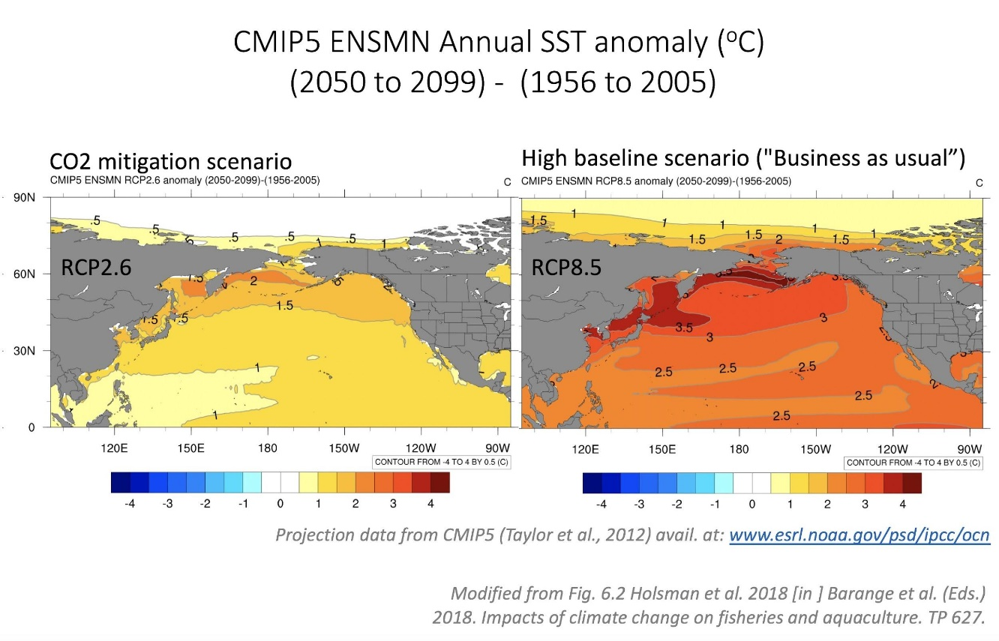 CMIP5 ENSMN Annual SST anomaly (°C)
(2050 to 2099) - (1956 to 2005)
CO2 mitigation scenario
CMIP5 ENSMN RCP2.6 anomaly (2050-2099)-(1956-2005)
C
90N
60N
30N
0
RCP2.6
.5
.5
.5
.5
.5
1
1
2
1.5
1
1
120E
150E
180
150W
120W
90W
CONTOUR FROM -4 TO 4 BY 0.5 (C)
-4
-3
-2
-1
0
1
2
3
4
High baseline scenario ("Business as usual”)
CMIP5 ENSMN RCP8.5 anomaly (2050-2099)-(1956-2005)
C
RCP8.5
1.5
1
1
1
1
1
1.5
1.5
2
1.5
3.5
3
3
2.5
2.5
2.5
2.5
2.5
120E
150E
180
150W
120W
90W
CONTOUR FROM -4 TO 4 BY 0.5 (C)
-4
-3
-2
-1
0
1
2
3
4
Projection data from CMIP5 (Taylor et al., 2012) avail. at: www.esrl.noaa.gov/psd/ipcc/ocn
Modified from Fig. 6.2 Holsman et al. 2018 [in ] Barange et al. (Eds.)
2018. Impacts of climate change on fisheries and aquaculture. TP 627.